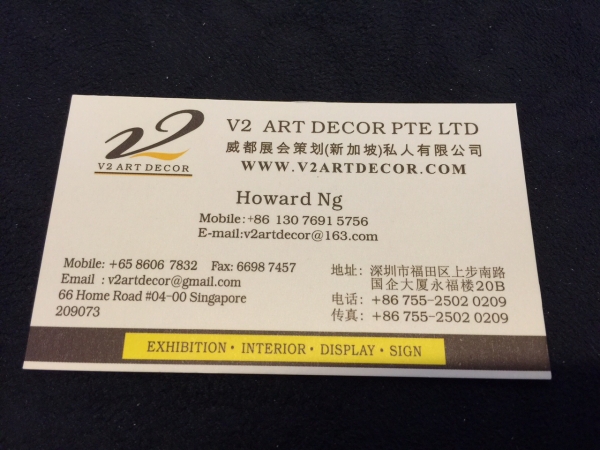 V2 ART DECOR
V2 ART DECOR PTE LTD
威都展会策划(新加坡)私人有限公司
WWW.V2ARTDECOR.COM
Howard Ng
Mobile:+86 130 7691 5756
E-mail:v2artdecor@163.com
Mobile: +65 8606 7832 Fax: 6698 7457
Email : v2artdecor@gmail.com
66 Home Road #04-00 Singapore
209073
地址: 深圳市福田区上步南路
国企大厦永福楼20B
电话: +86 755-2502 0209
传真: +86 755-2502 0209
EXHIBITION · INTERIOR · DISPLAY · SIGN